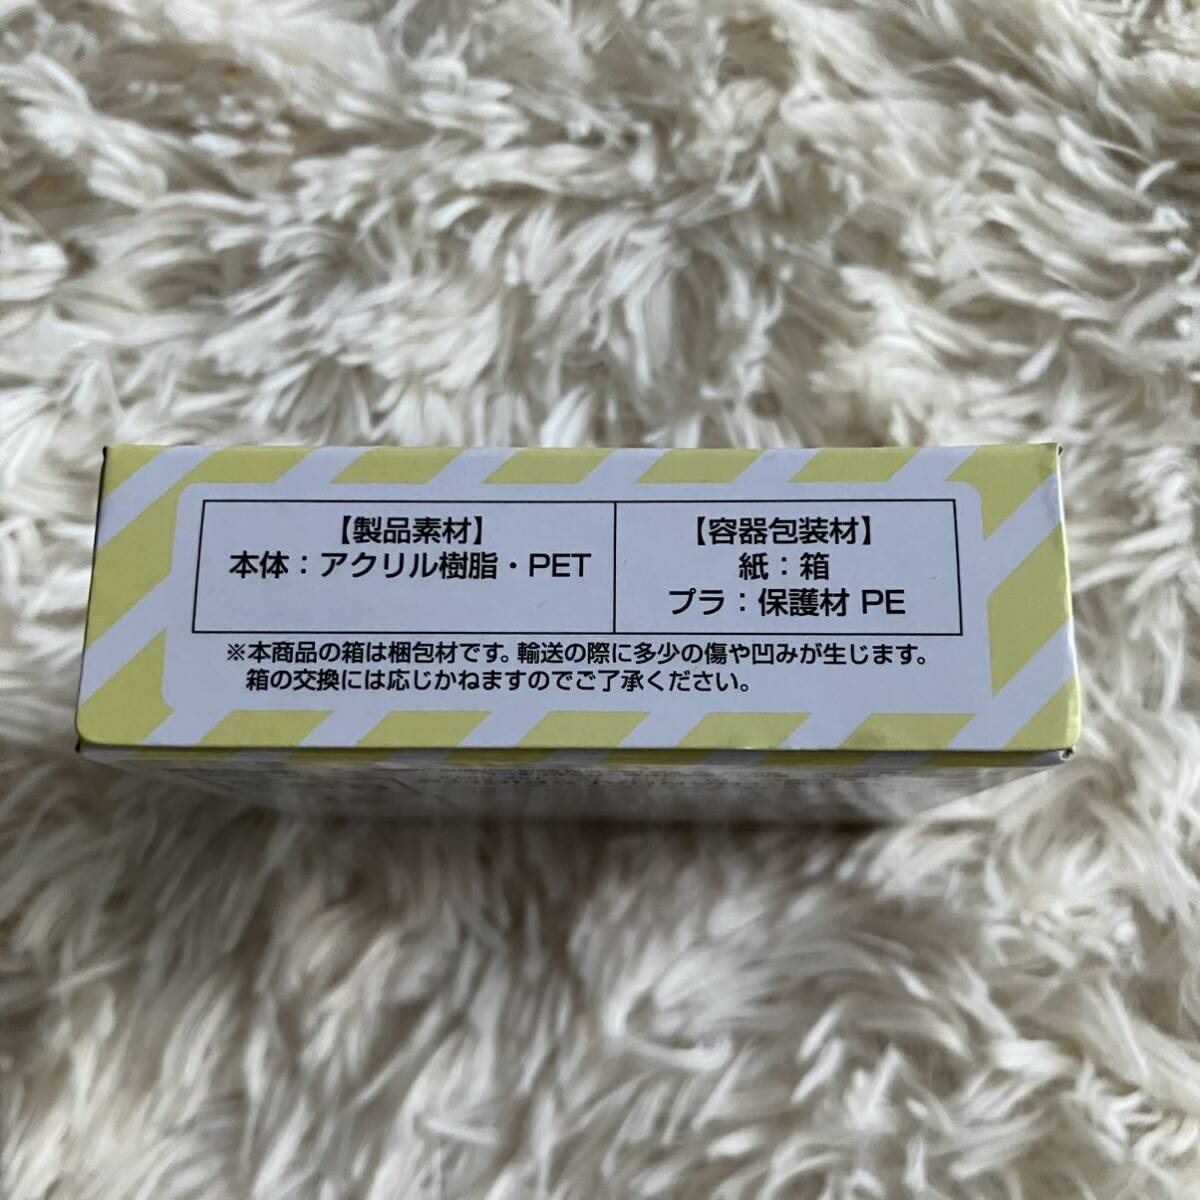 【製品素材】
本体：アクリル樹脂・PET
【容器包装材】
紙：箱
プラ：保護材 PE
※本商品の箱は梱包材です。輸送の際に多少の傷や凹みが生じます。
箱の交換には応じかねますのでご了承ください。